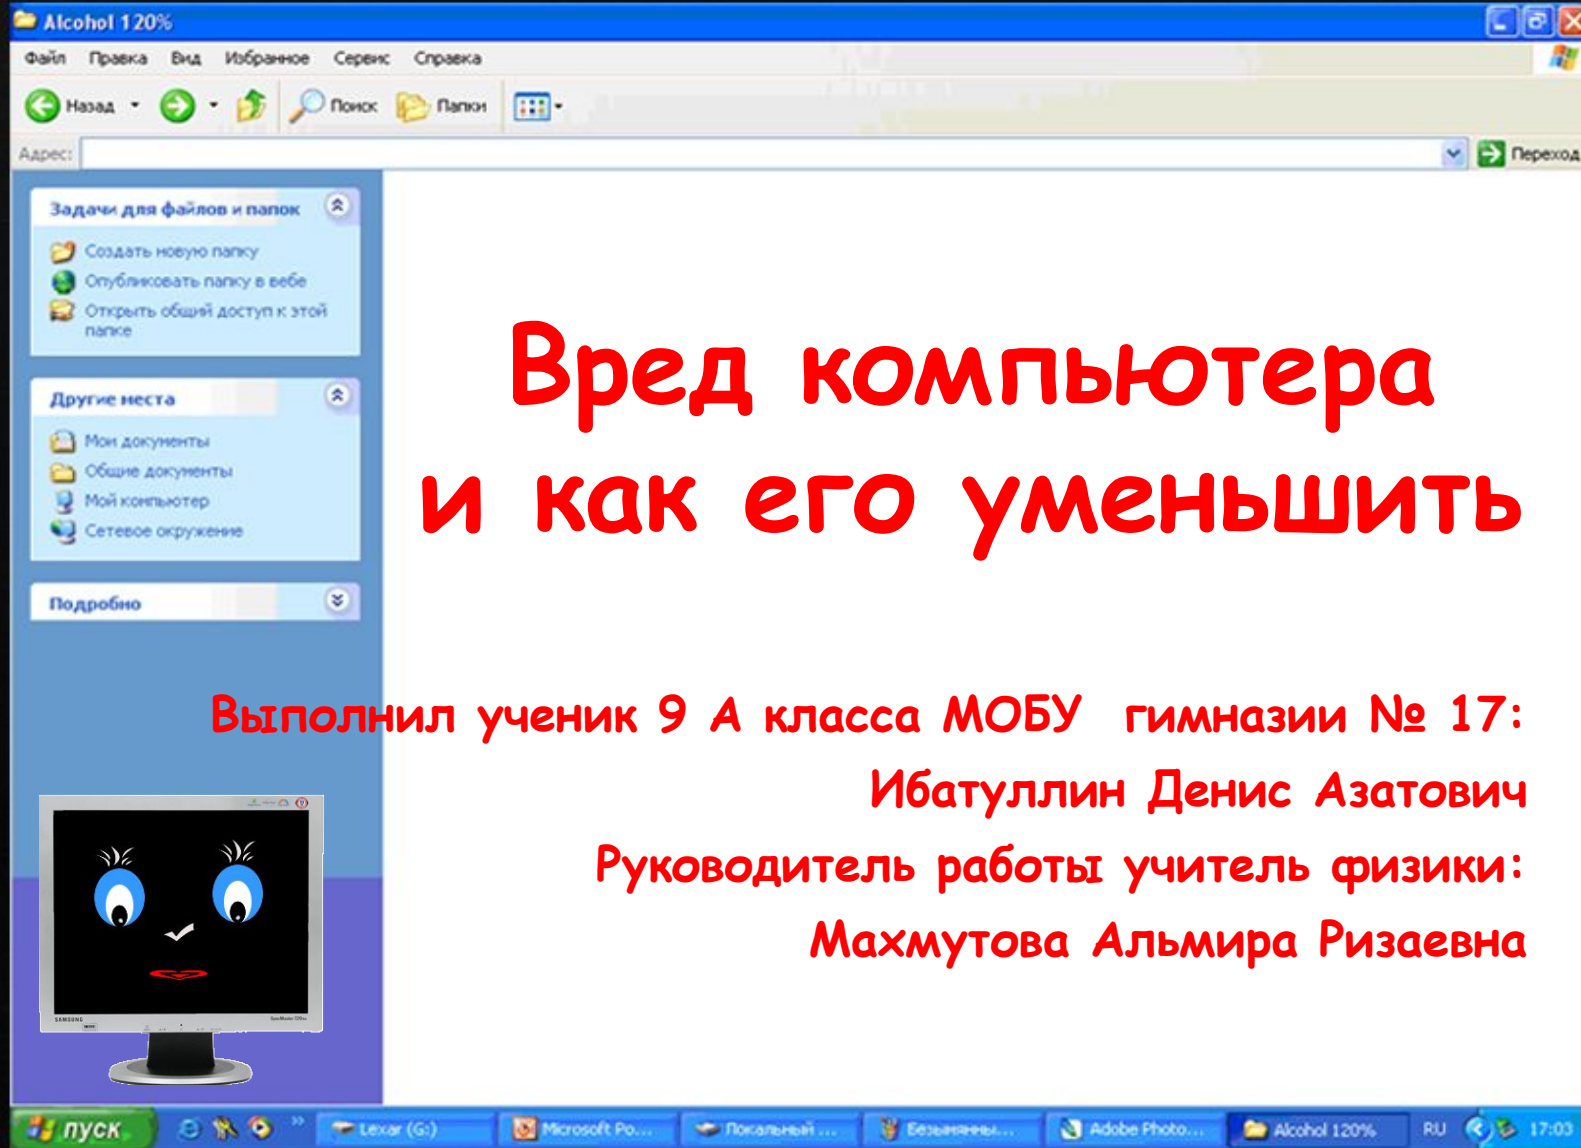 Alcohol 120%
Файл Правка Вид Избранное Сервис Справка
Назад Поиск Папки
Адрес: Переход
Задачи для файлов и папок
Создать новую папку
Опубликовать папку в вебе
Открыть общий доступ к этой
папке
Другие места
Мои документы
Общие документы
Мой компьютер
Сетевое окружение
Подробно
Вред компьютера
и как его уменьшить
Выполнил ученик 9 А класса МОБУ гимназии № 17:
Ибатуллин Денис Азатович
Руководитель работы учитель физики:
Махмутова Альмира Ризаевна
SAMSUNG
пуск Lexar (G:) Microsoft Po... Локальный ... Безымянны... Adobe Photo... Alcohol 120% RU 17:03